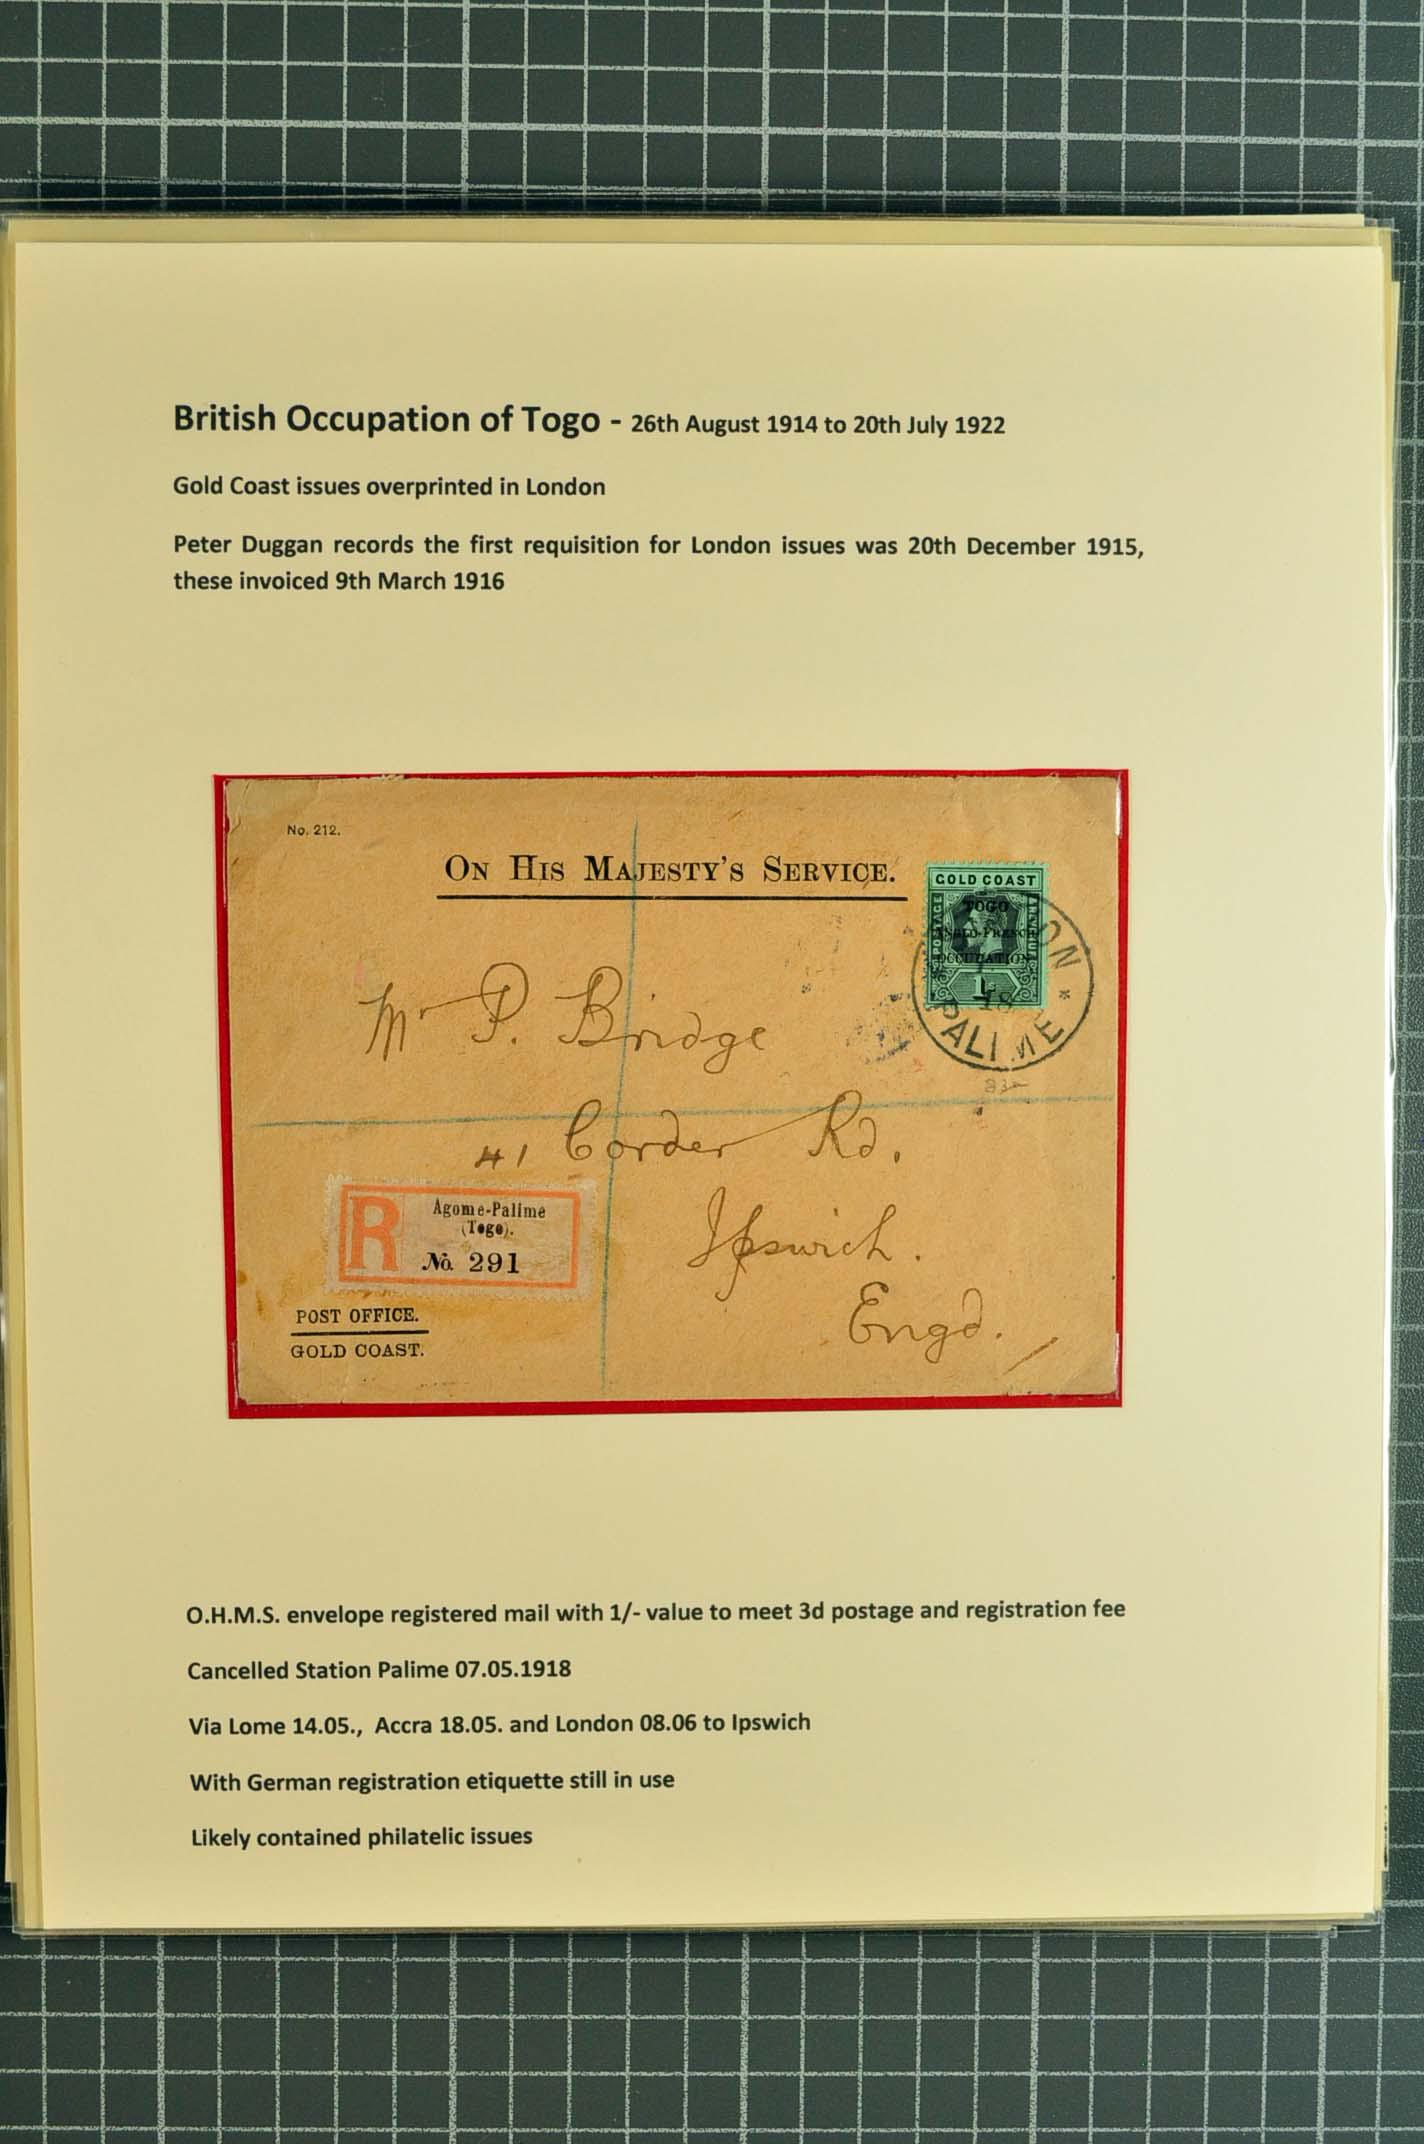 British Occupation of Togo - 26th August 1914 to 20th July 1922
Gold Coast issues overprinted in London
Peter Duggan records the first requisition for London issues was 20th December 1915,
these invoiced 9th March 1916
No. 212.
ON HIS MAJESTY'S SERVICE.
GOLD COAST
POSTAGE
TOGO
ANGLO-FRENCH
OCCUPATION
18
PALIME
Mr P. Bridge
41 Corder Rd.
Ipswich.
Engd.
R
Agome-Palime
(Togo).
No. 291
POST OFFICE.
GOLD COAST.
O.H.M.S. envelope registered mail with 1/- value to meet 3d postage and registration fee
Cancelled Station Palime 07.05.1918
Via Lome 14.05., Accra 18.05. and London 08.06 to Ipswich
With German registration etiquette still in use
Likely contained philatelic issues